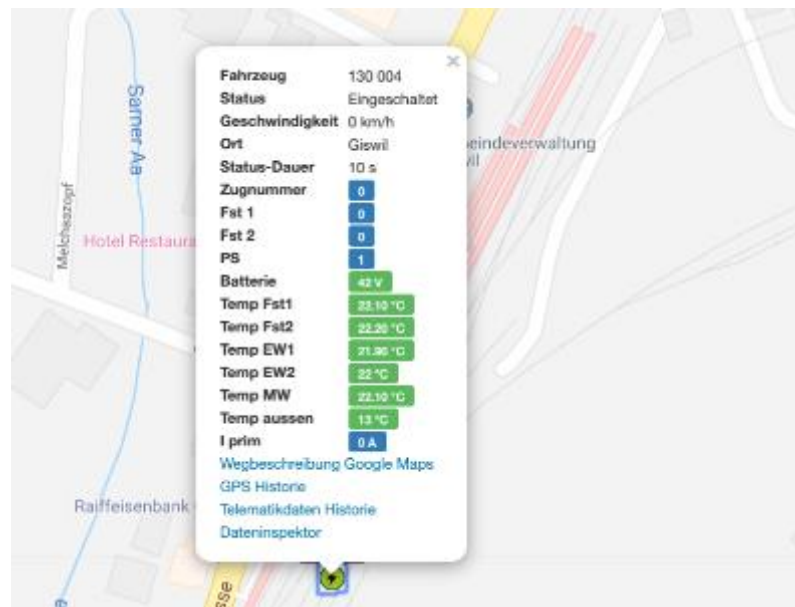 ×
Fahrzeug 130 004
Status Eingeschaltet
Geschwindigkeit 0 km/h
Ort Giswil
Status-Dauer 10 s
Zugnummer 0
Fst 1 0
Fst 2 0
PS 1
Batterie 42 V
Temp Fst1 22.10 °C
Temp Fst2 22.20 °C
Temp EW1 21.90 °C
Temp EW2 22 °C
Temp MW 22.10 °C
Temp aussen 13 °C
I prim 0 A
Wegbeschreibung Google Maps
GPS Historie
Telematikdaten Historie
Dateninspektor
Sarner Aa
Melchaazopf
Hotel Restaura
eindeverwaltung
wil
Raiffeisenbank
sse